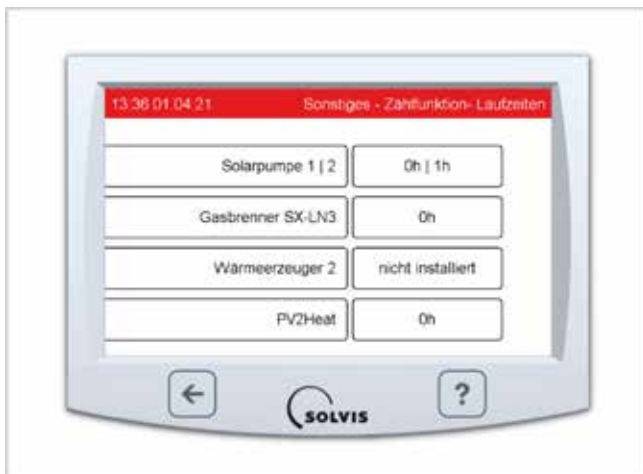 13:36 01.04.21 Sonstiges - Zählfunktion- Laufzeiten
Solarpumpe 1 | 2 0h | 1h
Gasbrenner SX-LN3 0h
Wärmeerzeuger 2 nicht installiert
PV2Heat 0h
?
SOLVIS